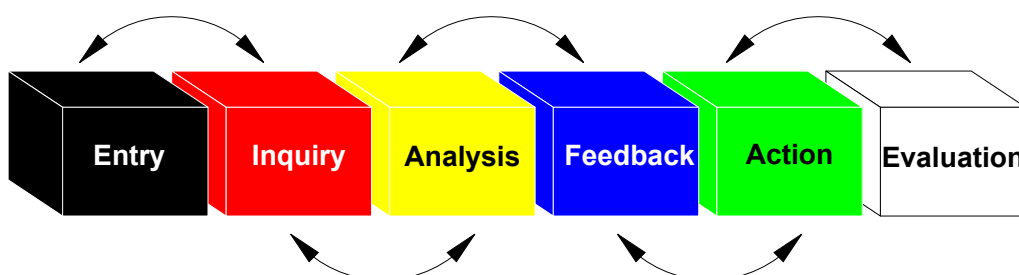 Entry
Inquiry
Analysis
Feedback
Action
Evaluation